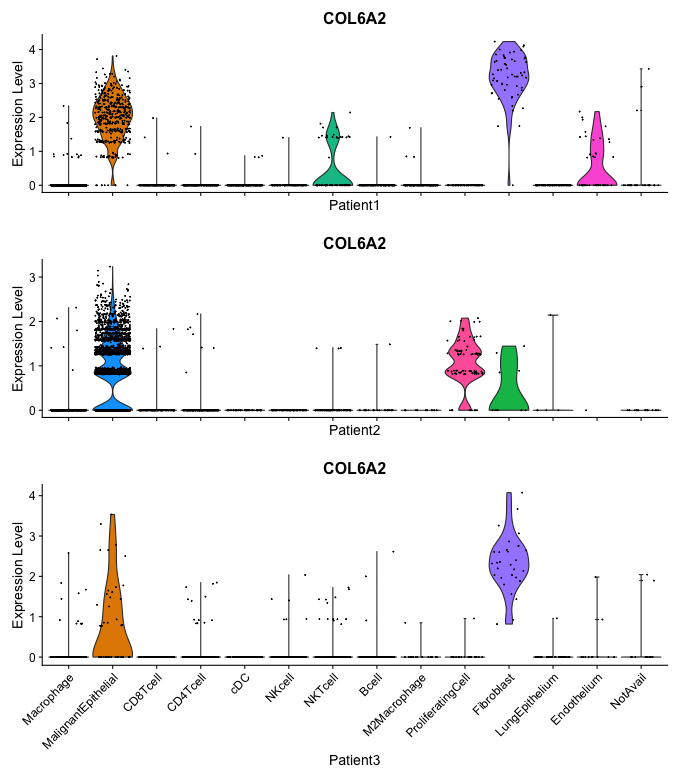 COL6A2
Expression Level
4
3
2
1
0
Patient1
COL6A2
Expression Level
3
2
1
0
Patient2
COL6A2
Expression Level
4
3
2
1
0
Macrophage
MalignantEpithelial
CD8Tcell
CD4Tcell
cDC
NKcell
NKTcell
Bcell
M2Macrophage
ProliferatingCell
Fibroblast
LungEpithelium
Endothelium
NotAvail
Patient3